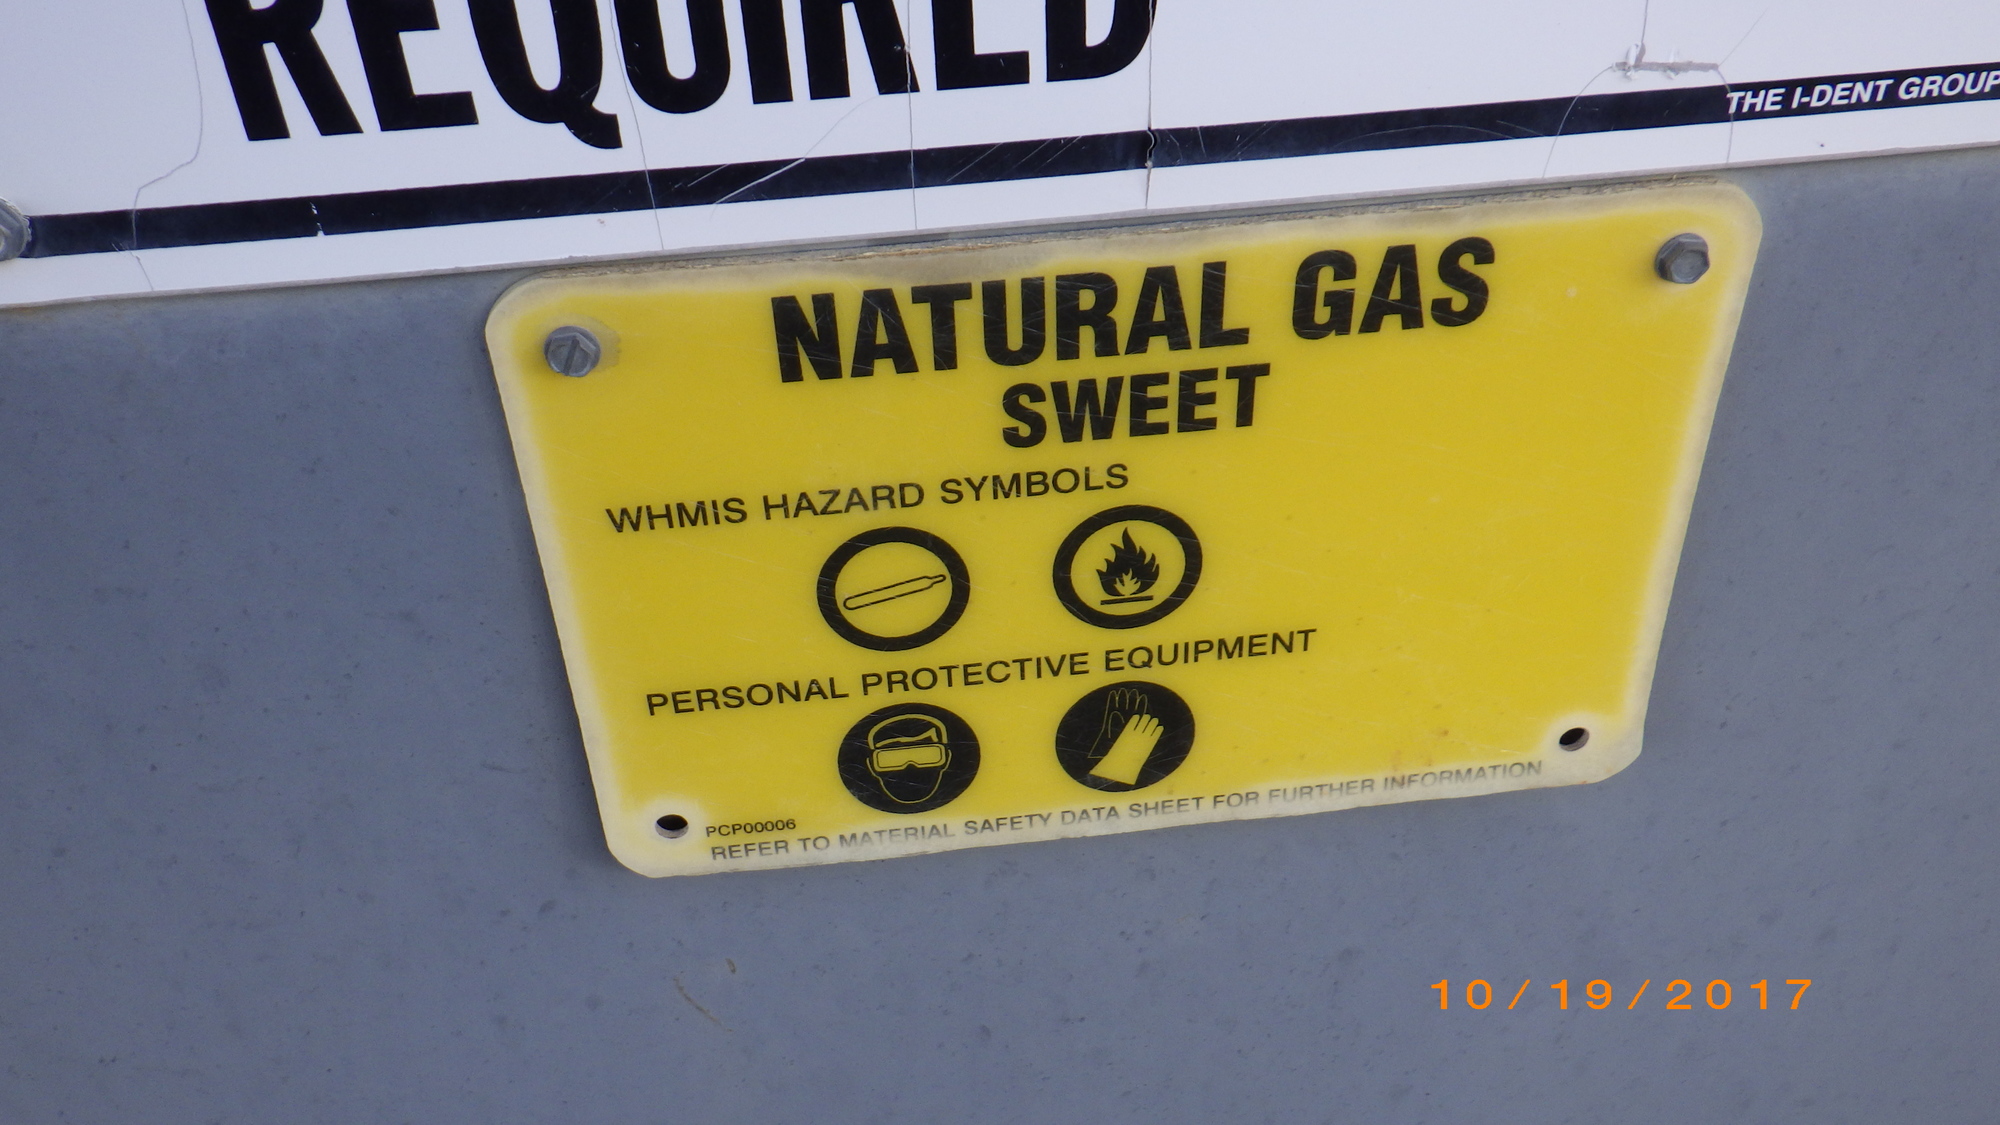 REQUIRED
THE I-DENT GROUP
NATURAL GAS
SWEET
WHMIS HAZARD SYMBOLS
PERSONAL PROTECTIVE EQUIPMENT
PCP00006
REFER TO MATERIAL SAFETY DATA SHEET FOR FURTHER INFORMATION
10/19/2017